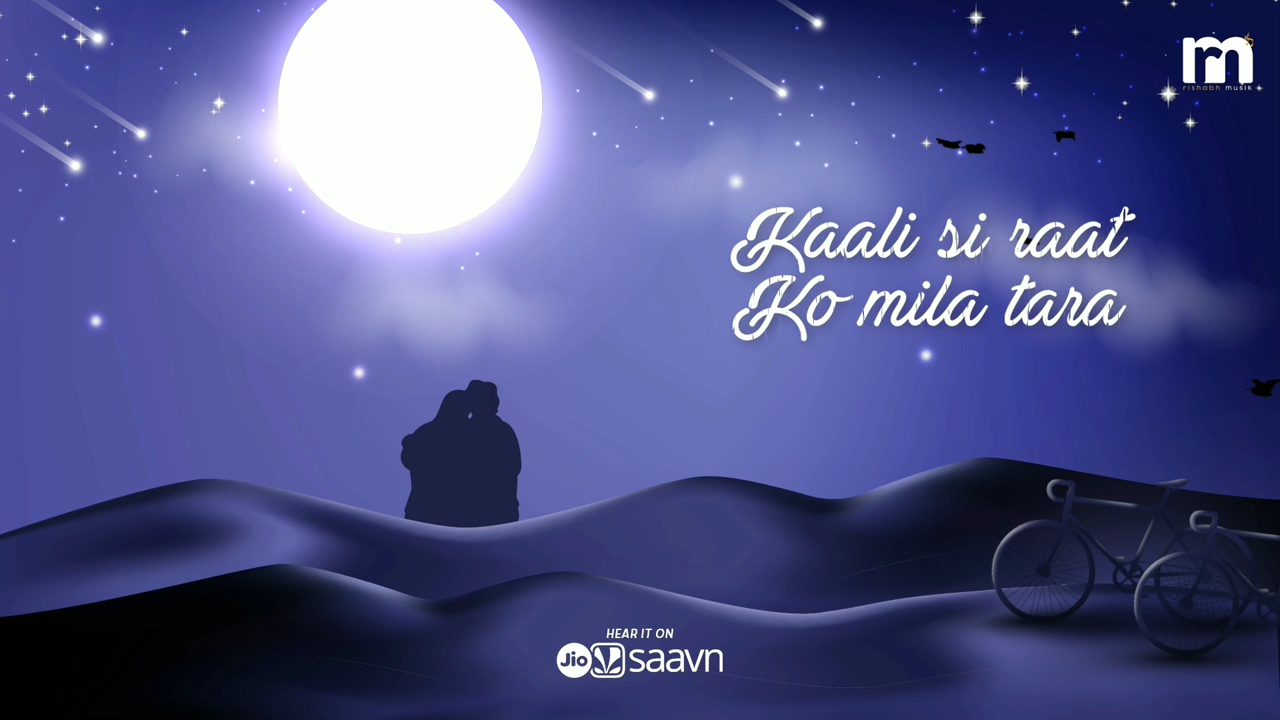 rishabh musik
Kaali si raat
Ko mila tara
HEAR IT ON
Jio saavn